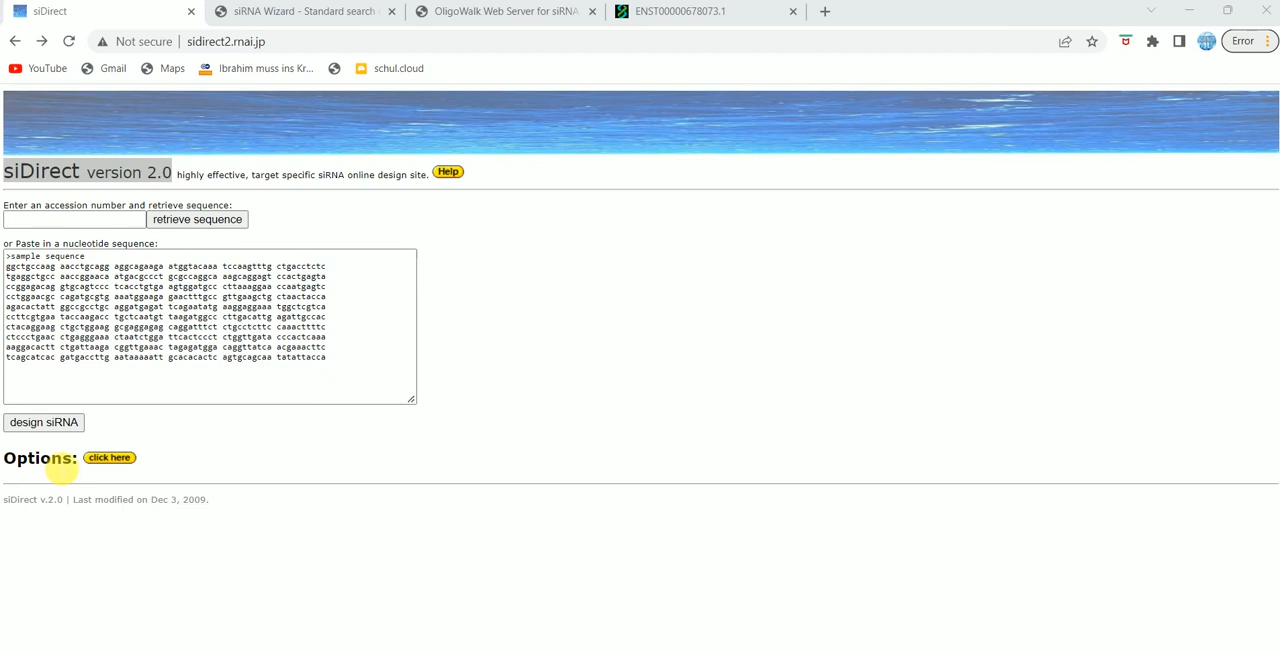 siDirect
siRNA Wizard - Standard search
OligoWalk Web Server for siRNA
ENST00000678073.1
Not secure | sidirect2.rnai.jp
Error
YouTube
Gmail
Maps
Ibrahim muss ins Kr...
schul.cloud
siDirect version 2.0 highly effective, target specific siRNA online design site. Help
Enter an accession number and retrieve sequence:
retrieve sequence
or Paste in a nucleotide sequence:
>sample sequence
ggctgccaag aacctgcagg aggcagaaga atggtacaaa tccaagtttg ctgacctctc
tgaggctgcc aaccggaaca atgacgccct gcgccaggca aagcaggagt ccactgagta
ccggagacag gtgcagtccc tcacctgtga agtggatgcc cttaaaggaa ccaatgagtc
cctggaacgc cagatgcgtg aaatggaaga gaactttgcc gttgaagctg ctaactacca
agacactatt ggccgcctgc aggatgagat tcagaatatg aaggaggaaa tggctcgtca
ccttcgtgaa taccaagacc tgctcaatgt taagatggcc cttgacattg agattgccac
ctacaggaag ctgctggaag gcgaggagag caggatttct ctgcctcttc caaacttttc
ctccctgaac ctgagggaaa ctaatctgga ttcactccct ctggttgata cccactcaaa
aaggacactt ctgattaaga cggttgaaac tagagatgga caggttatca acgaaacttc
tcagcatcac gatgaccttg aataaaaatt gcacacactc agtgcagcaa tatattacca
design siRNA
Options: click here
siDirect v.2.0 | Last modified on Dec 3, 2009.